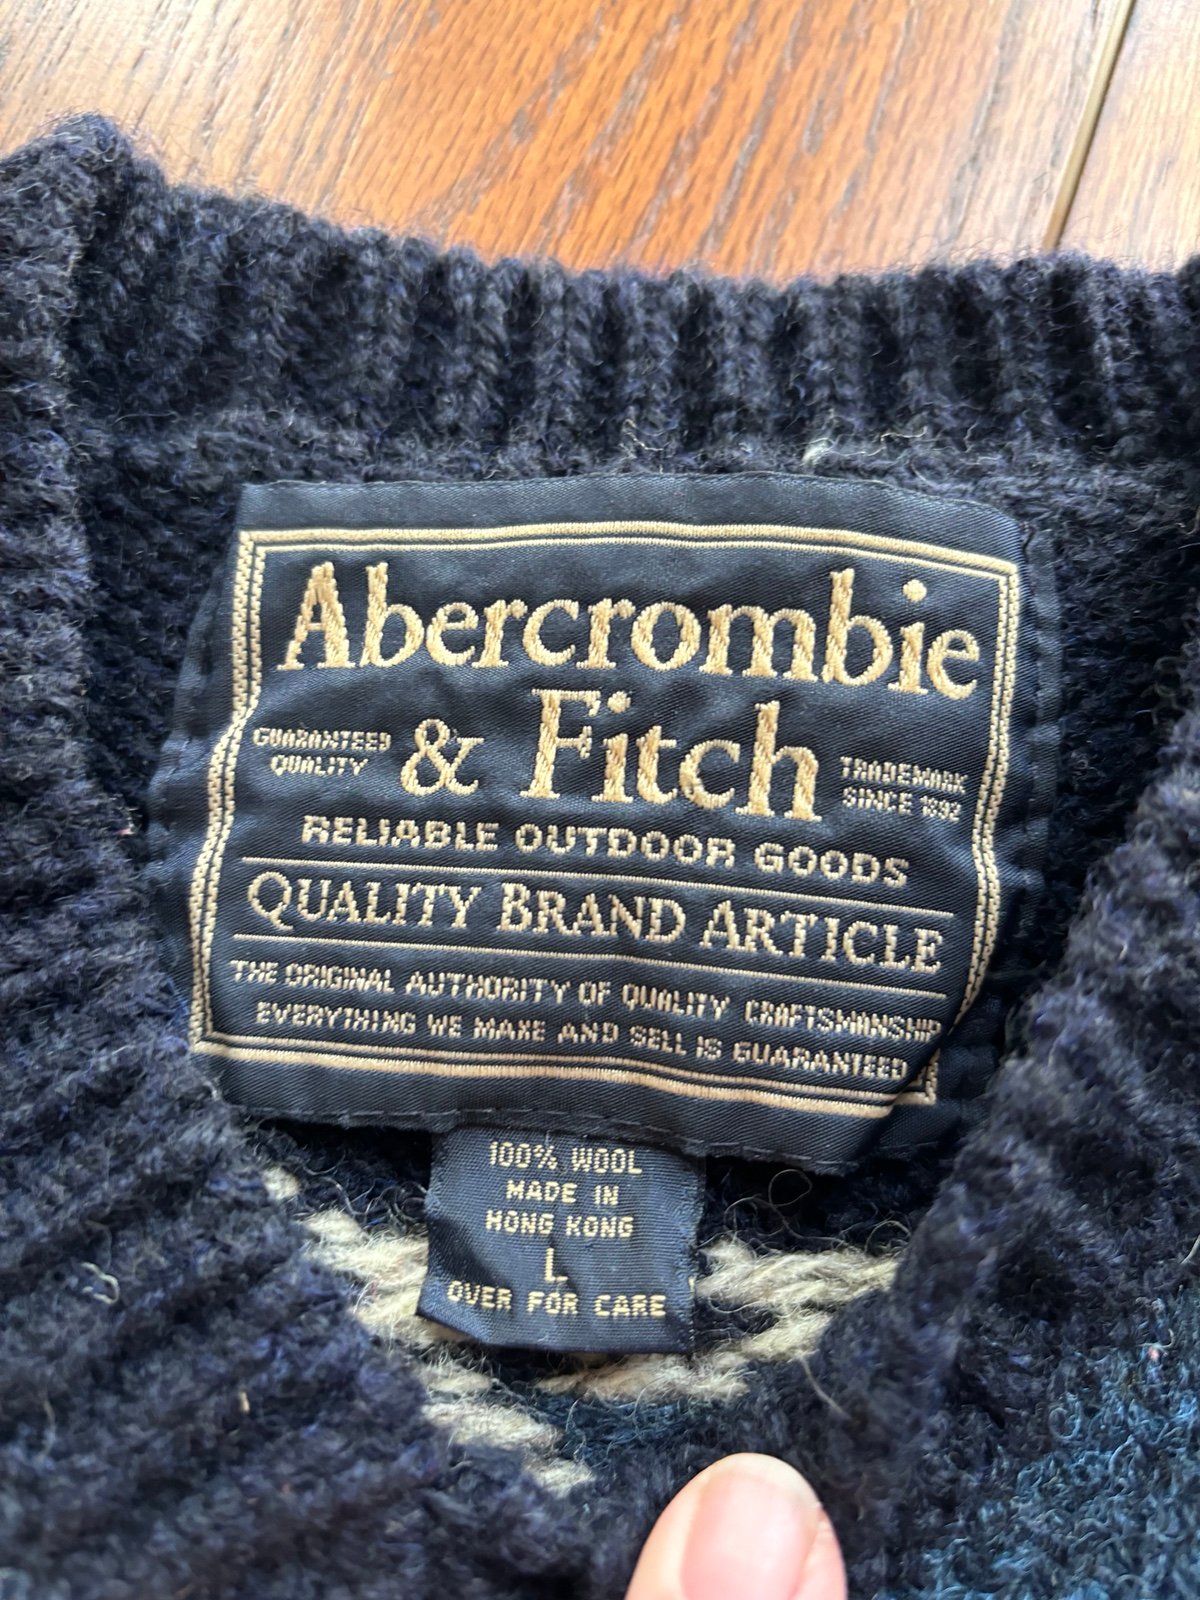 Abercrombie
& Fitch
GUARANTEED
QUALITY
TRADEMARK
SINCE 1892
RELIABLE OUTDOOR GOODS
QUALITY BRAND ARTICLE
THE ORIGINAL AUTHORITY OF QUALITY CRAFTSMANSHIP
EVERYTHING WE MAKE AND SELL IS GUARANTEED
100% WOOL
MADE IN
HONG KONG
L
OVER FOR CARE